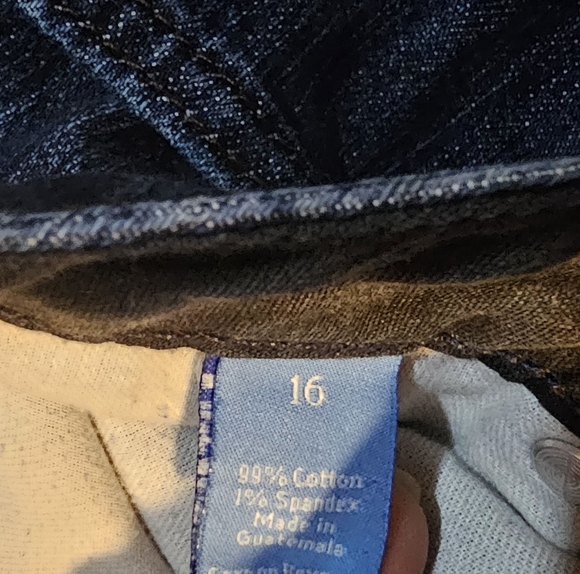 16
99% Cotton
1% Spandex
Made in
Guatemala